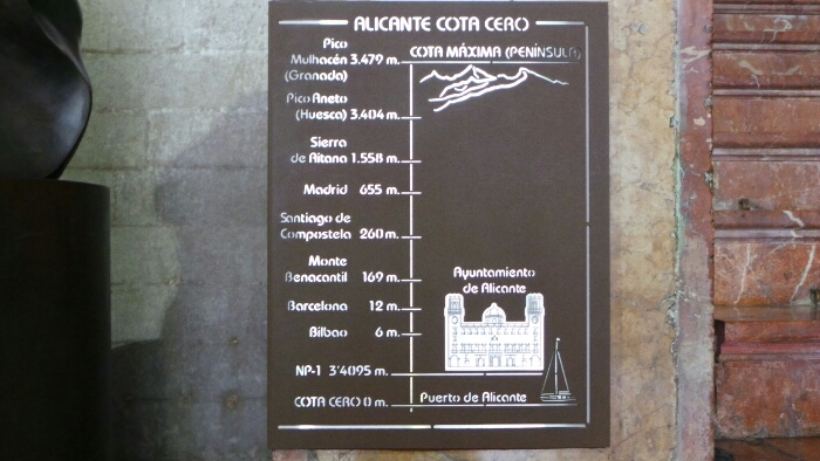 ALICANTE COTA CERO
Pico
Mulhacén 3.479 m.
(Granada)
COTA MÁXIMA (PENÍNSULA)
Pico Aneto
(Huesca) 3.404 m.
Sierra
de Aitana 1.558 m.
Madrid 655 m.
Santiago de
Compostela 260 m.
Monte
Benacantil 169 m.
Ayuntamiento
de Alicante
Barcelona 12 m.
Bilbao 6 m.
NP-1 3'4095 m.
COTA CERO 0 m.
Puerto de Alicante